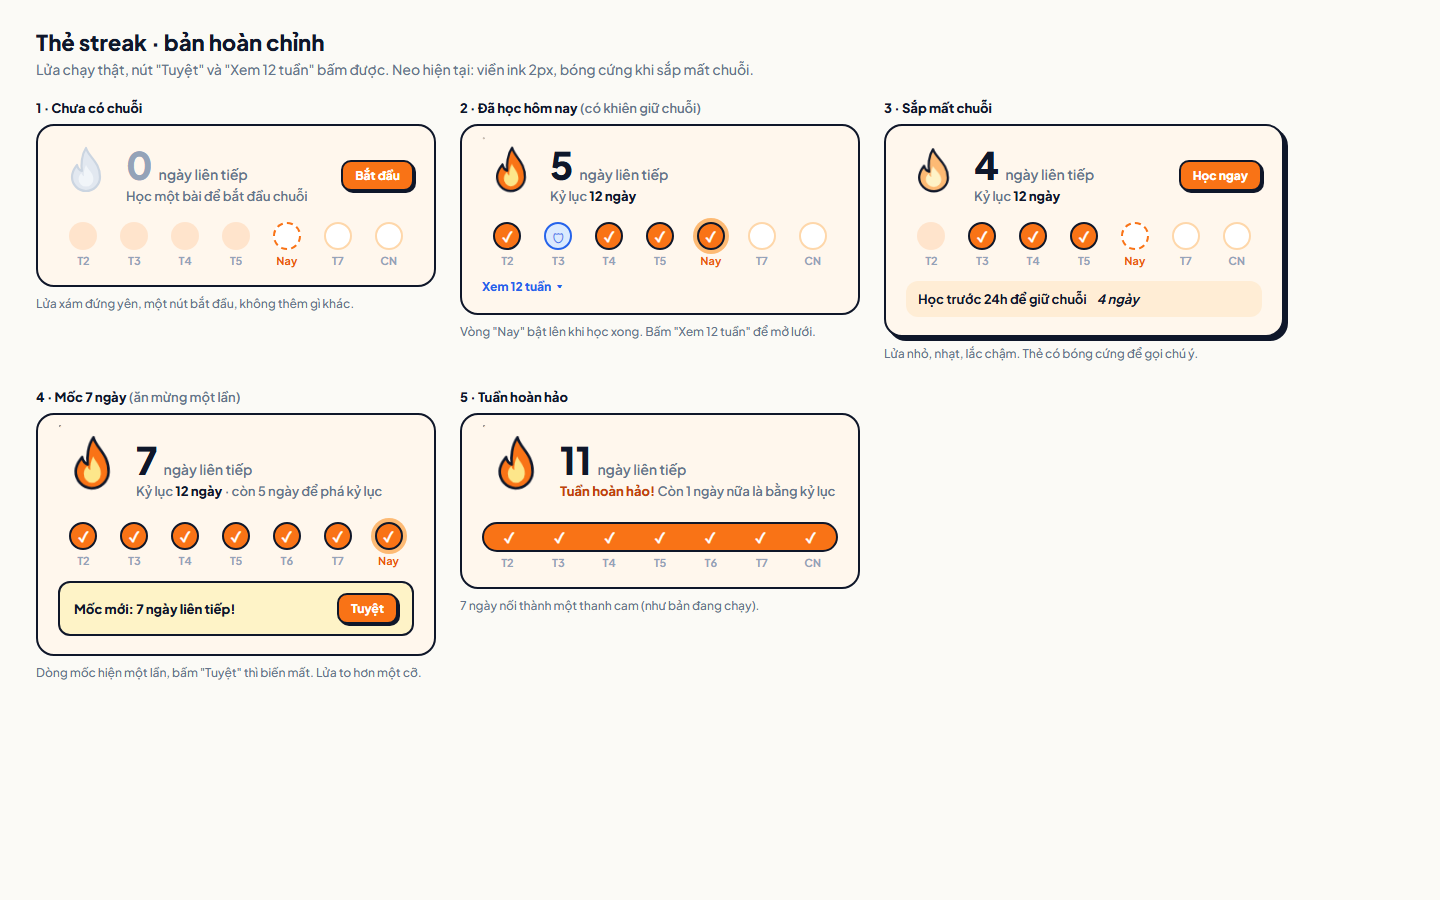 Thẻ streak · bản hoàn chỉnh
Lửa chạy thật, nút "Tuyệt" và "Xem 12 tuần" bấm được. Neo hiện tại: viền ink 2px, bóng cứng khi sắp mất chuỗi.
1 · Chưa có chuỗi
0 ngày liên tiếp
Học một bài để bắt đầu chuỗi
Bắt đầu
T2 T3 T4 T5 Nay T7 CN
Lửa xám đứng yên, một nút bắt đầu, không thêm gì khác.
2 · Đã học hôm nay (có khiên giữ chuỗi)
5 ngày liên tiếp
Kỷ lục 12 ngày
T2 T3 T4 T5 Nay T7 CN
Xem 12 tuần
Vòng "Nay" bật lên khi học xong. Bấm "Xem 12 tuần" để mở lưới.
3 · Sắp mất chuỗi
4 ngày liên tiếp
Kỷ lục 12 ngày
Học ngay
T2 T3 T4 T5 Nay T7 CN
Học trước 24h để giữ chuỗi 4 ngày
Lửa nhỏ, nhạt, lắc chậm. Thẻ có bóng cứng để gọi chú ý.
4 · Mốc 7 ngày (ăn mừng một lần)
7 ngày liên tiếp
Kỷ lục 12 ngày · còn 5 ngày để phá kỷ lục
T2 T3 T4 T5 T6 T7 Nay
Mốc mới: 7 ngày liên tiếp!
Tuyệt
Dòng mốc hiện một lần, bấm "Tuyệt" thì biến mất. Lửa to hơn một cỡ.
5 · Tuần hoàn hảo
11 ngày liên tiếp
Tuần hoàn hảo! Còn 1 ngày nữa là bằng kỷ lục
T2 T3 T4 T5 T6 T7 CN
7 ngày nối thành một thanh cam (như bản đang chạy).